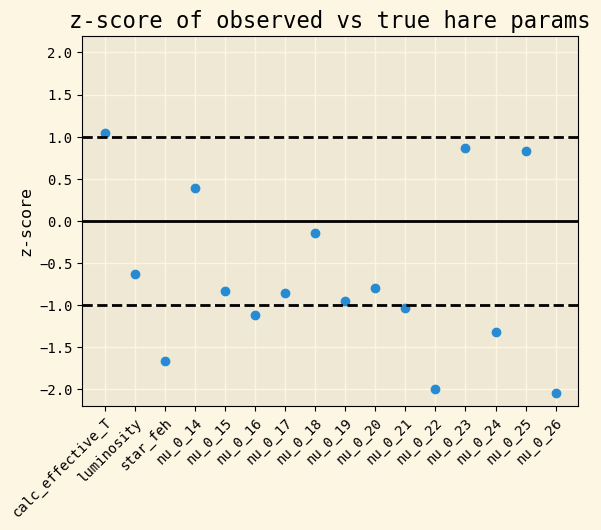 z-score of observed vs true hare params
z-score
2.0
1.5
1.0
0.5
0.0
−0.5
−1.0
−1.5
−2.0
calc_effective_T
luminosity
star_feh
nu_0_14
nu_0_15
nu_0_16
nu_0_17
nu_0_18
nu_0_19
nu_0_20
nu_0_21
nu_0_22
nu_0_23
nu_0_24
nu_0_25
nu_0_26